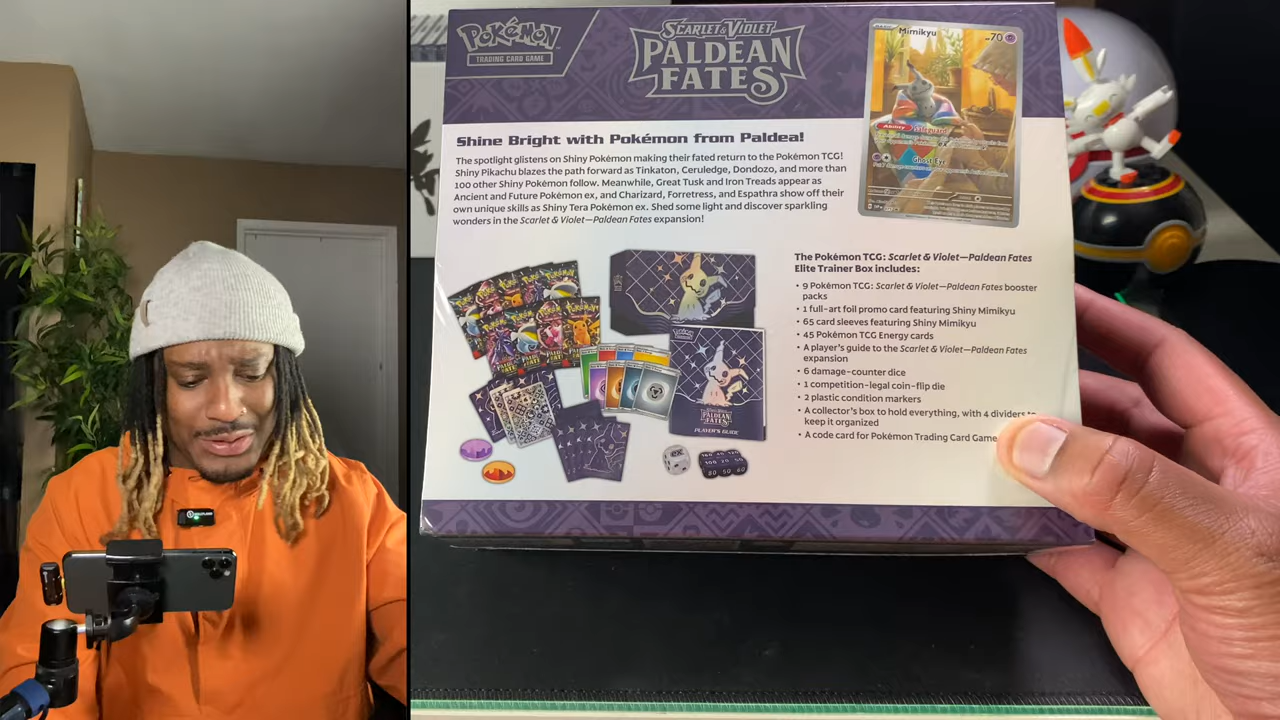 Pokémon
TRADING CARD GAME
SCARLET & VIOLET
PALDEAN
FATES
Mimikyu
70
Ability
Safeguard
Shine Bright with Pokémon from Paldea!
The spotlight glistens on Shiny Pokémon making their fated return to the Pokémon TCG!
Shiny Pikachu blazes the path forward as Tinkaton, Ceruledge, Dondozo, and more than
100 other Shiny Pokémon follow. Meanwhile, Great Tusk and Iron Treads appear as
Ancient and Future Pokémon ex, and Charizard, Forretress, and Espathra show off their
own unique skills as Shiny Tera Pokémon ex. Shed some light and discover sparkling
wonders in the Scarlet & Violet—Paldean Fates expansion!
The Pokémon TCG: Scarlet & Violet—Paldean Fates
Elite Trainer Box includes:
• 9 Pokémon TCG: Scarlet & Violet—Paldean Fates booster
packs
• 1 full-art foil promo card featuring Shiny Mimikyu
• 65 card sleeves featuring Shiny Mimikyu
• 45 Pokémon TCG Energy cards
• A player's guide to the Scarlet & Violet—Paldean Fates
expansion
• 6 damage-counter dice
• 1 competition-legal coin-flip die
• 2 plastic condition markers
• A collector's box to hold everything, with 4 dividers to
keep it organized
• A code card for Pokémon Trading Card Game
PALDEAN
FATES
PLAYER'S GUIDE
ex